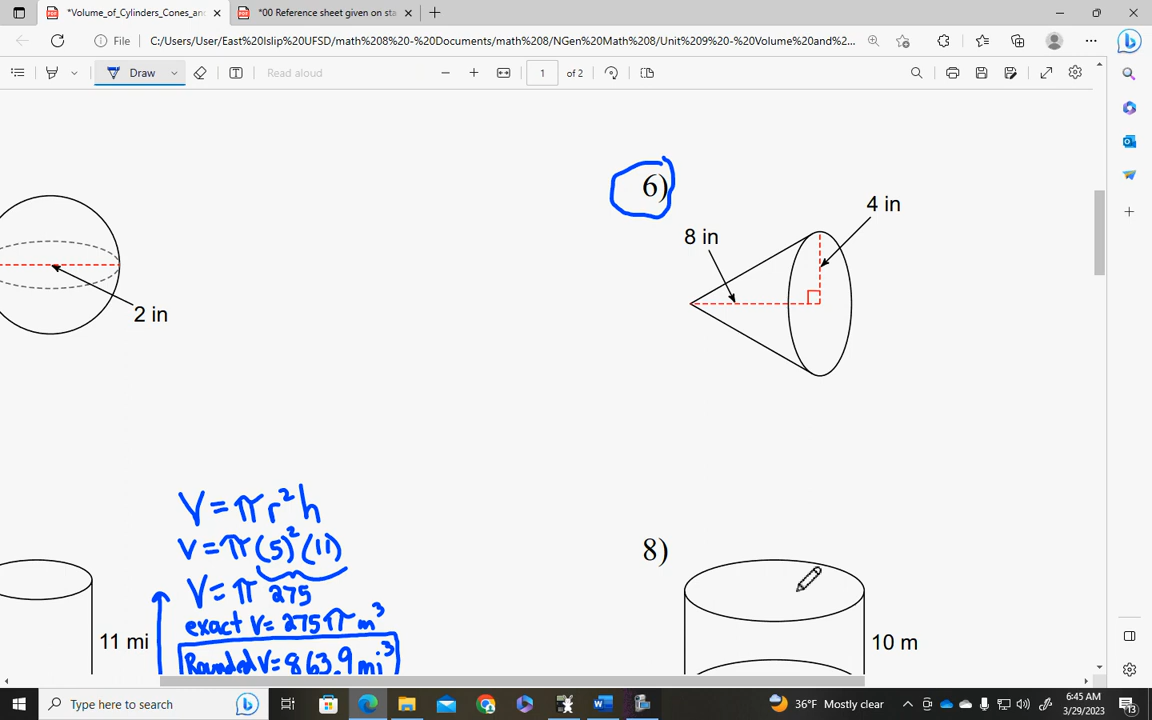 *Volume_of_Cylinders_Cones_an
*00 Reference sheet given on sta
File
C:/Users/User/East%20Islip%20UFSD/math%208%20-%20Documents/math%208/NGen%20Math%208/Unit%209%20-%20Volume%20and%...
Draw
Read aloud
1 of 2
6)
4 in
8 in
2 in
V = πr²h
V = π(5)²(11)
V = π 275
exact V = 275π m³
Rounded V = 863.9 mi³
11 mi
8)
10 m
Type here to search
36°F Mostly clear
6:45 AM
3/29/2023
13